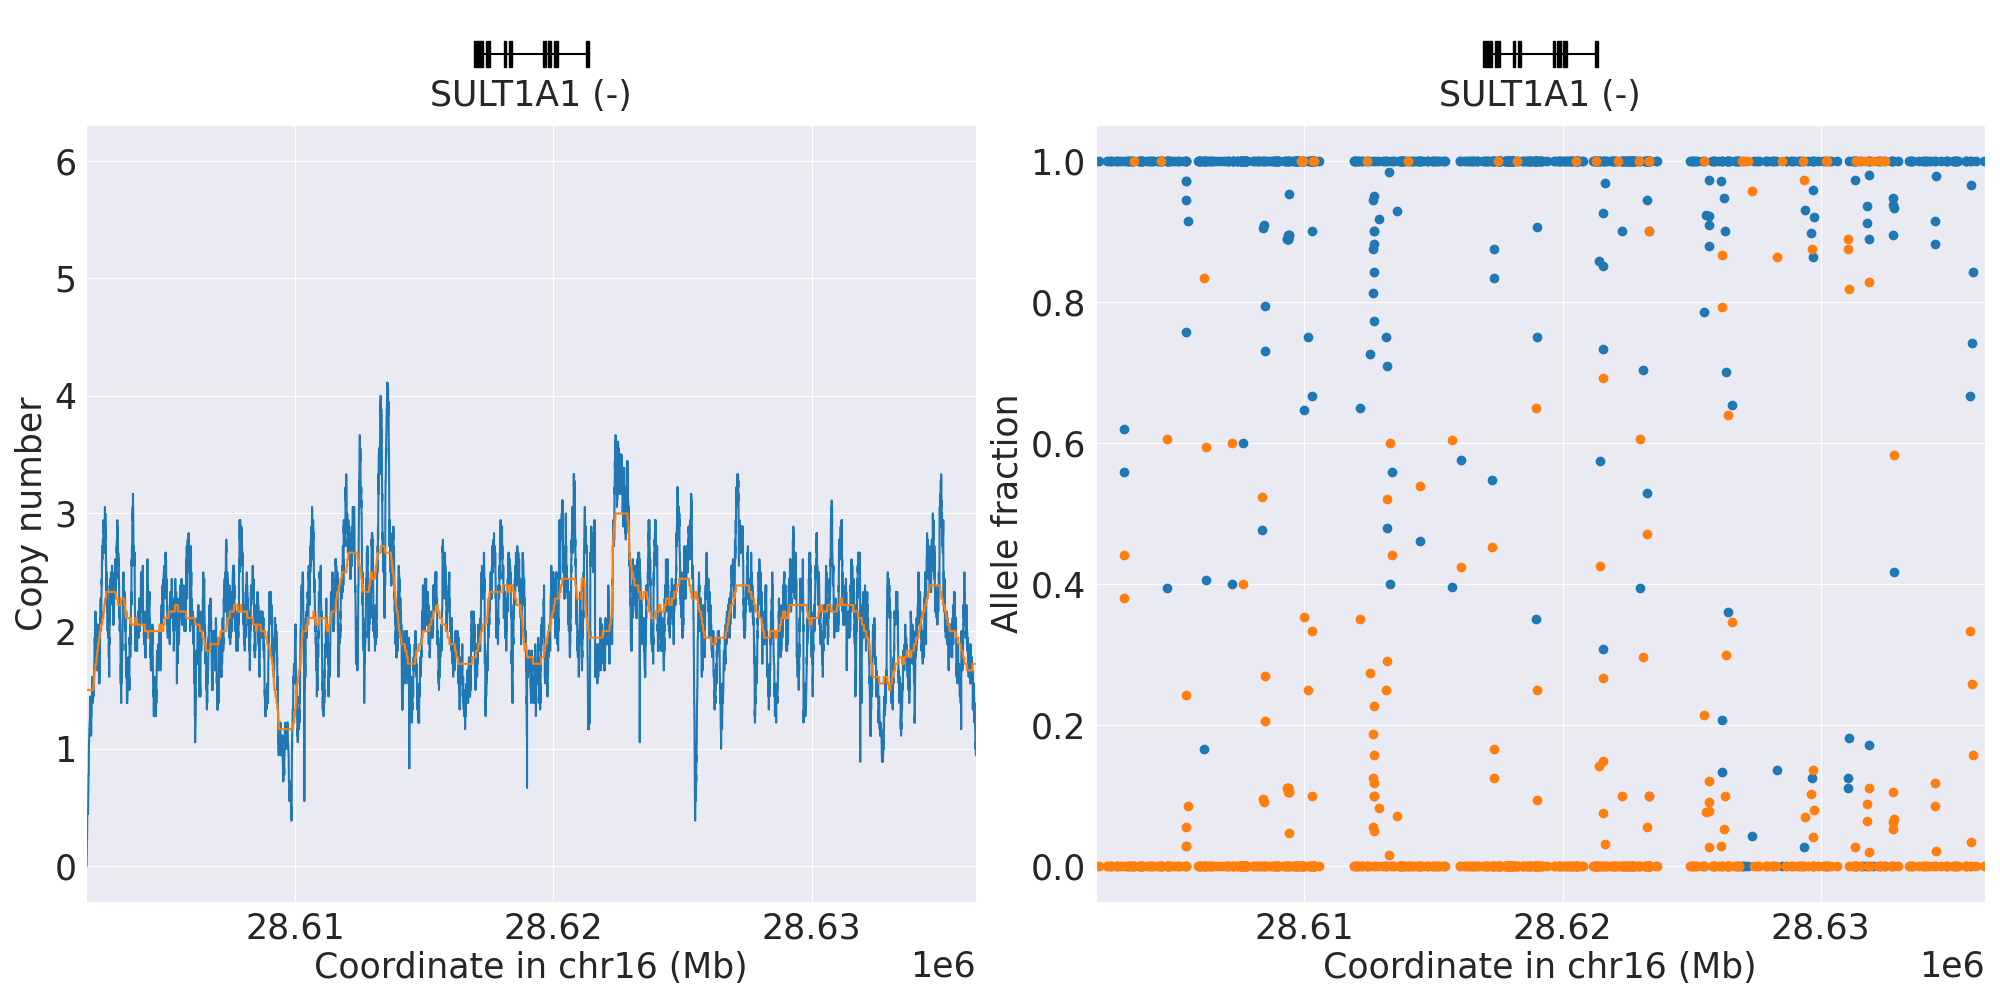 SULT1A1 (-)
6
5
4
3
2
1
0
Copy number
28.61
28.62
28.63
Coordinate in chr16 (Mb)
1e6
SULT1A1 (-)
1.0
0.8
0.6
0.4
0.2
0.0
Allele fraction
28.61
28.62
28.63
Coordinate in chr16 (Mb)
1e6